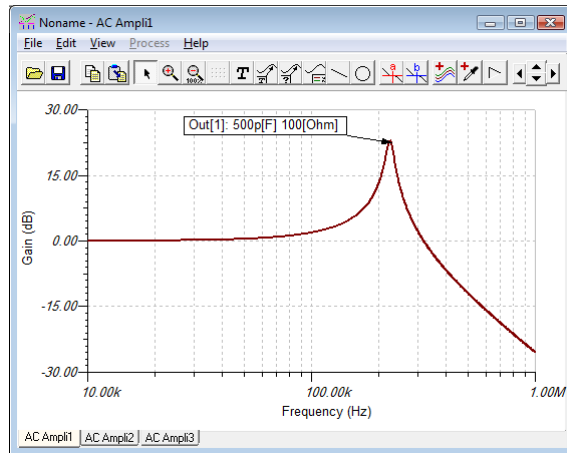 Noname - AC Ampli1
File Edit View Process Help
100%
T
?
a
b
30.00
Out[1]: 500p[F] 100[Ohm]
15.00
Gain (dB)
0.00
-15.00
-30.00
10.00k 100.00k 1.00M
Frequency (Hz)
AC Ampli1 AC Ampli2 AC Ampli3